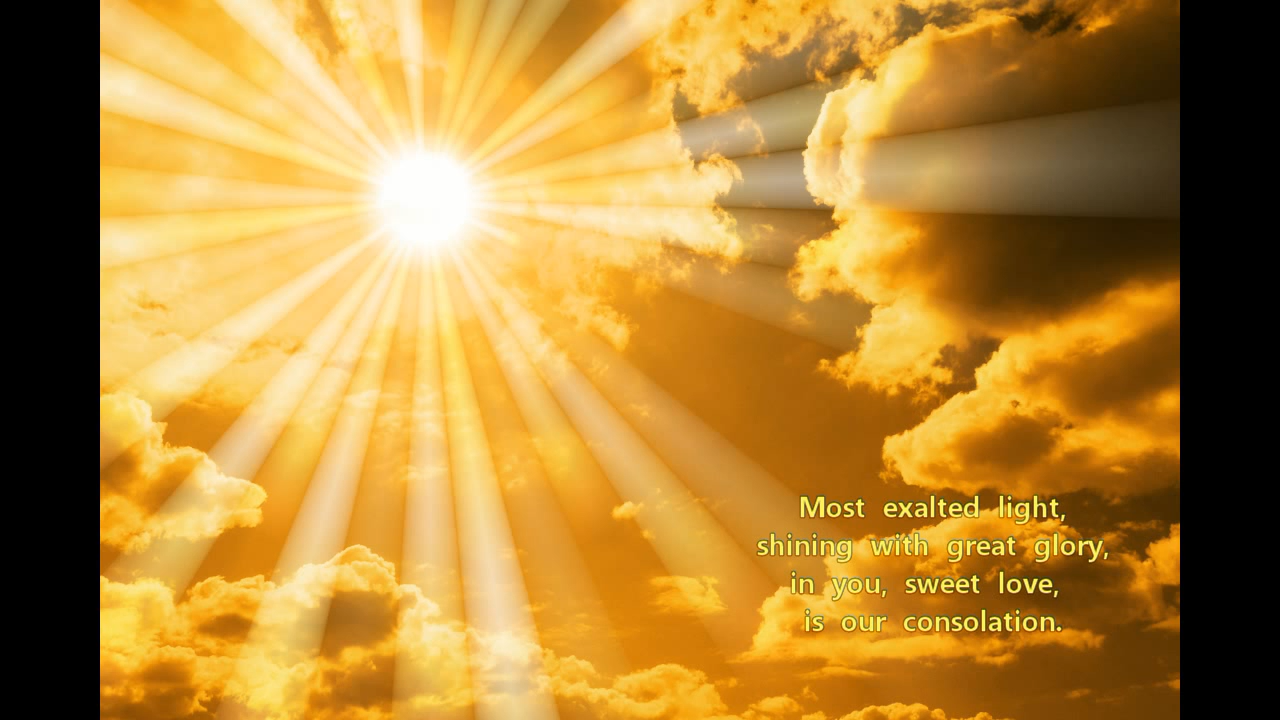 Most exalted light,
shining with great glory,
in you, sweet love,
is our consolation.